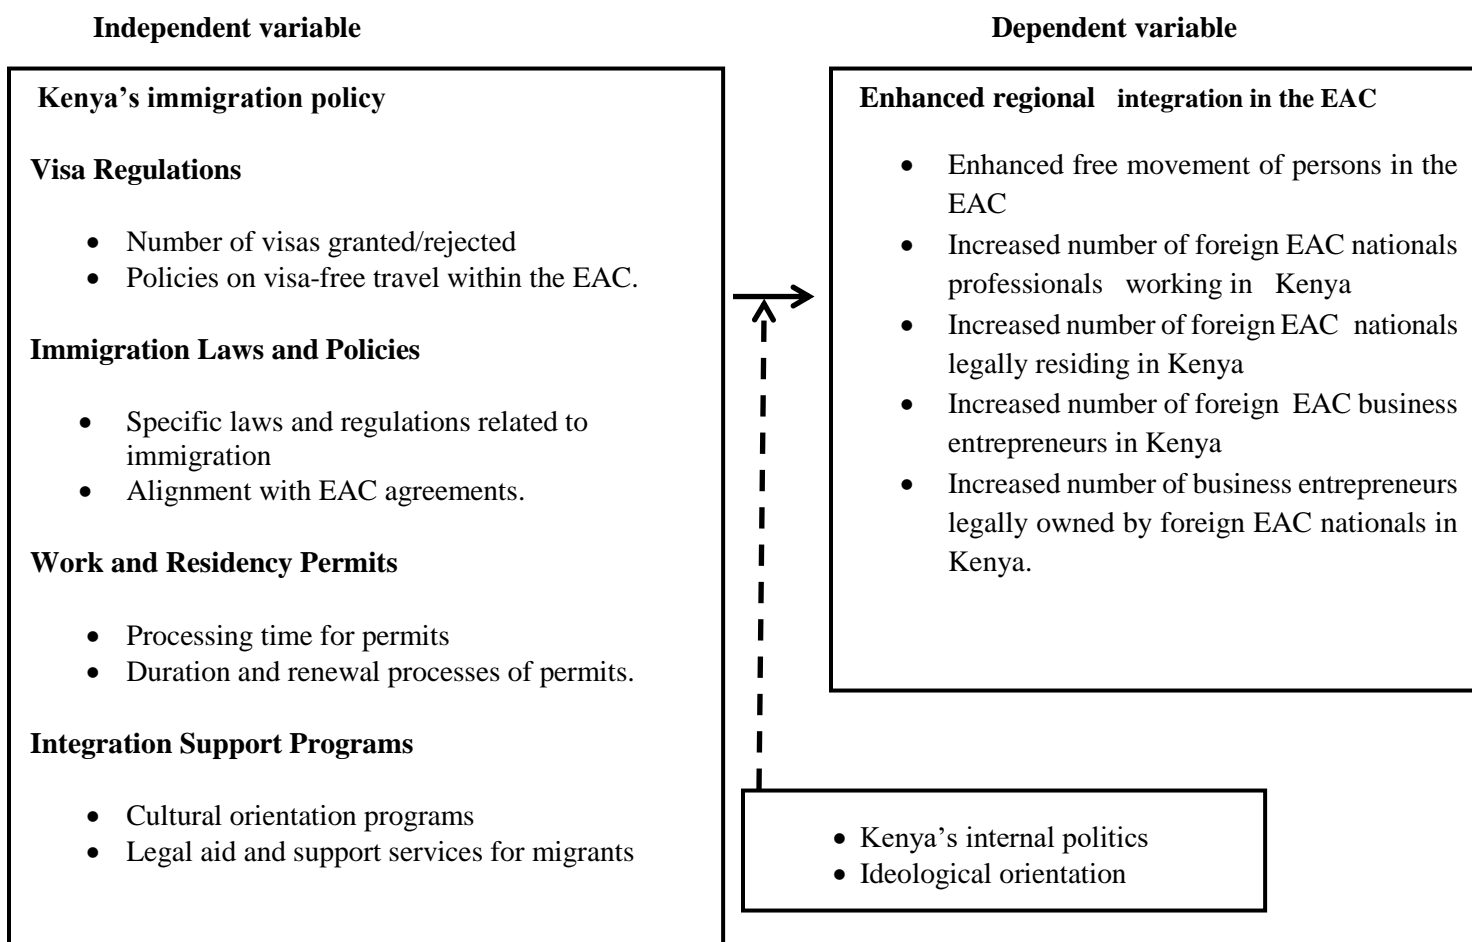 Independent variable
Dependent variable
Kenya’s immigration policy
Visa Regulations
• Number of visas granted/rejected
• Policies on visa-free travel within the EAC.
Immigration Laws and Policies
• Specific laws and regulations related to
immigration
• Alignment with EAC agreements.
Work and Residency Permits
• Processing time for permits
• Duration and renewal processes of permits.
Integration Support Programs
• Cultural orientation programs
• Legal aid and support services for migrants
Enhanced regional integration in the EAC
• Enhanced free movement of persons in the
EAC
• Increased number of foreign EAC nationals
professionals working in Kenya
• Increased number of foreign EAC nationals
legally residing in Kenya
• Increased number of foreign EAC business
entrepreneurs in Kenya
• Increased number of business entrepreneurs
legally owned by foreign EAC nationals in
Kenya.
• Kenya’s internal politics
• Ideological orientation